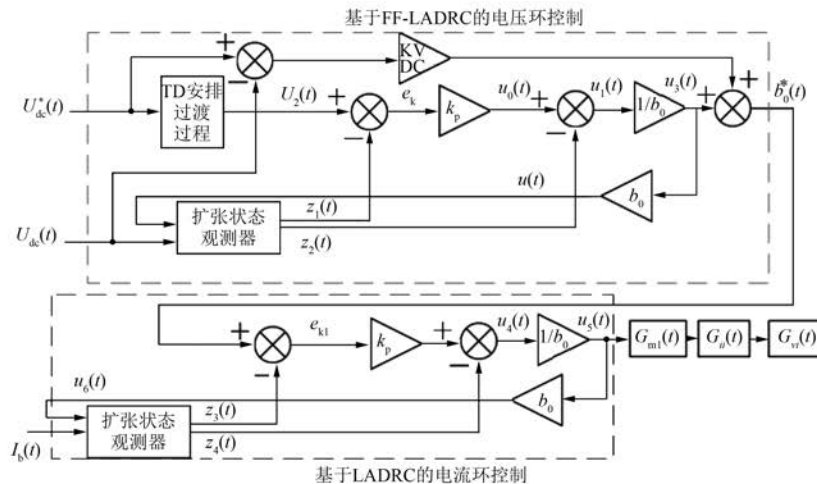 基于FF-LADRC的电压环控制
KV
DC
U*dc(t)
TD安排
过渡
过程
U2(t)
ek
kp
u0(t)
u1(t)
1/b0
u3(t)
b*0(t)
u(t)
b0
Udc(t)
扩张状态
观测器
z1(t)
z2(t)
ek1
kp
u4(t)
1/b0
u5(t)
Gm1(t)
Gii(t)
Gvi(t)
u6(t)
b0
Ib(t)
扩张状态
观测器
z3(t)
z4(t)
基于LADRC的电流环控制